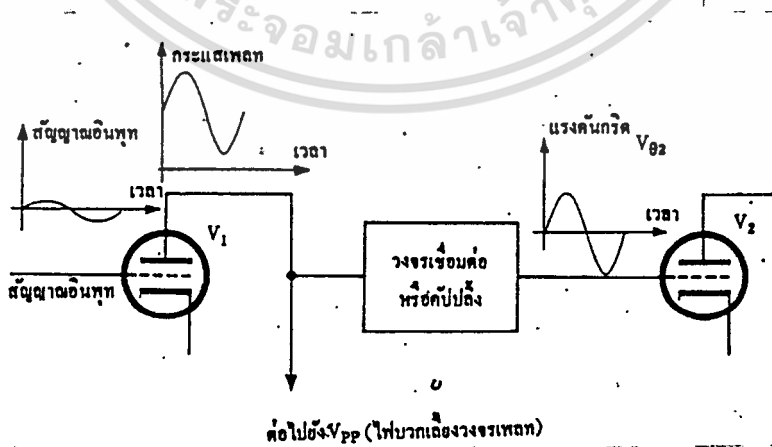 พระจอมเกล้าเจ้า
กระแสเพลท
สัญญาณอินพุท
เวลา
เวลา
แรงดันกริด Vg2
เวลา
V1
V2
วงจรเชื่อมต่อ
หรือคัปปลิ้ง
สัญญาณอินพุท
ต่อไปยัง VPP (ไฟบวกเลี้ยงวงจรเพลท)